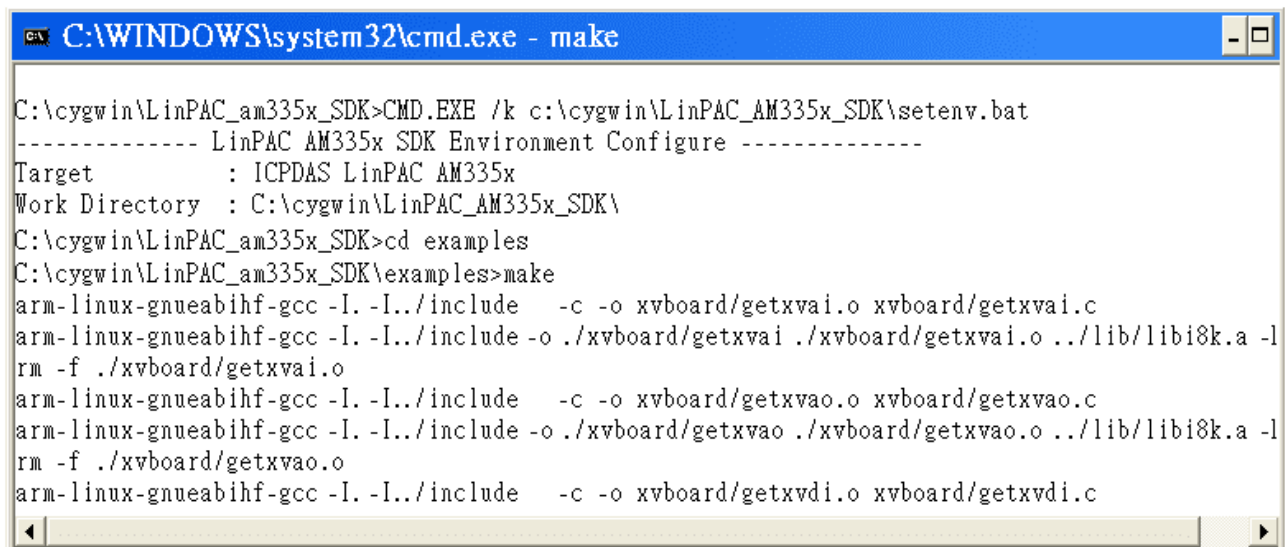 C:\WINDOWS\system32\cmd.exe - make
C:\cygwin\LinPAC_am335x_SDK>CMD.EXE /k c:\cygwin\LinPAC_AM335x_SDK\setenv.bat
-------------- LinPAC AM335x SDK Environment Configure --------------
Target : ICPDAS LinPAC AM335x
Work Directory : C:\cygwin\LinPAC_AM335x_SDK\
C:\cygwin\LinPAC_am335x_SDK>cd examples
C:\cygwin\LinPAC_am335x_SDK\examples>make
arm-linux-gnueabihf-gcc -I. -I../include -c -o xvboard/getxvai.o xvboard/getxvai.c
arm-linux-gnueabihf-gcc -I. -I../include -o ./xvboard/getxvai ./xvboard/getxvai.o ../lib/libi8k.a -l
rm -f ./xvboard/getxvai.o
arm-linux-gnueabihf-gcc -I. -I../include -c -o xvboard/getxvao.o xvboard/getxvao.c
arm-linux-gnueabihf-gcc -I. -I../include -o ./xvboard/getxvao ./xvboard/getxvao.o ../lib/libi8k.a -l
rm -f ./xvboard/getxvao.o
arm-linux-gnueabihf-gcc -I. -I../include -c -o xvboard/getxvdi.o xvboard/getxvdi.c